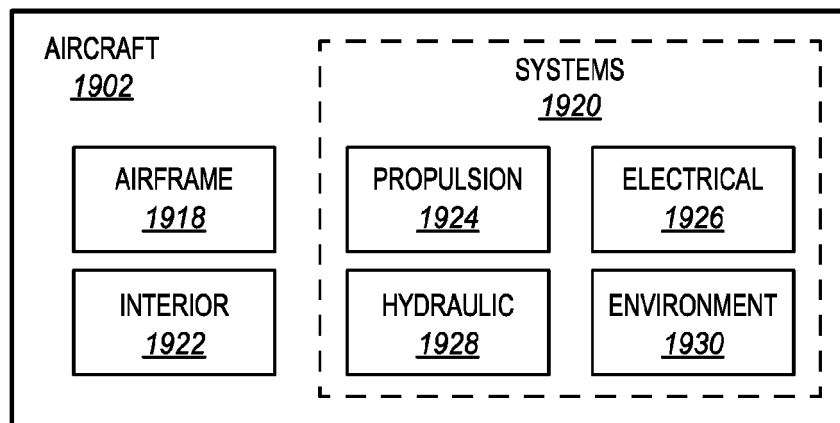 AIRCRAFT
1902
SYSTEMS
1920
AIRFRAME
1918
PROPULSION
1924
ELECTRICAL
1926
INTERIOR
1922
HYDRAULIC
1928
ENVIRONMENT
1930